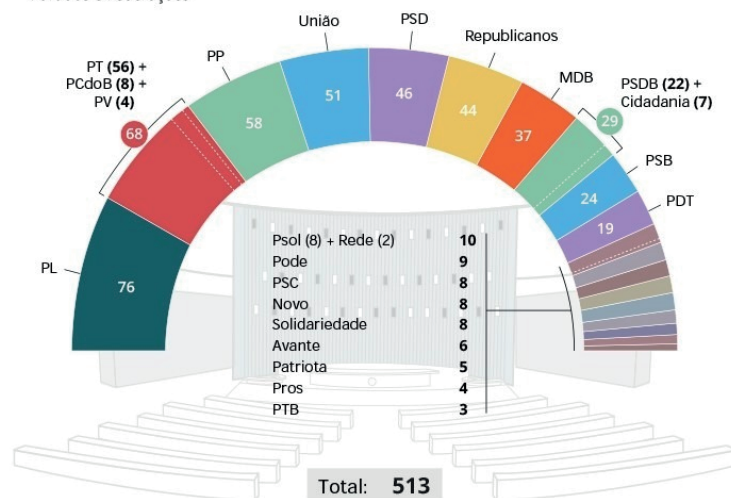 União
PSD
Republicanos
PP
MDB
PT (56) +
PCdoB (8) +
PV (4)
68
58
51
46
44
37
PSDB (22) +
Cidadania (7)
29
PSB
24
PDT
19
PL
76
Psol (8) + Rede (2) 10
Pode 9
PSC 8
Novo 8
Solidariedade 8
Avante 6
Patriota 5
Pros 4
PTB 3
Total: 513